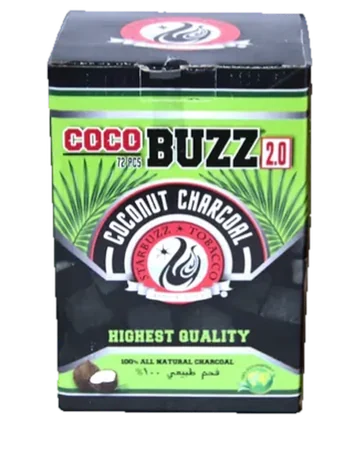 COCO BUZZ 2.0
72 PCS
COCONUT CHARCOAL
STARBUZZ ★ TOBACCO
HIGHEST QUALITY
100% ALL NATURAL CHARCOAL
فحم طبيعي ١٠٠%